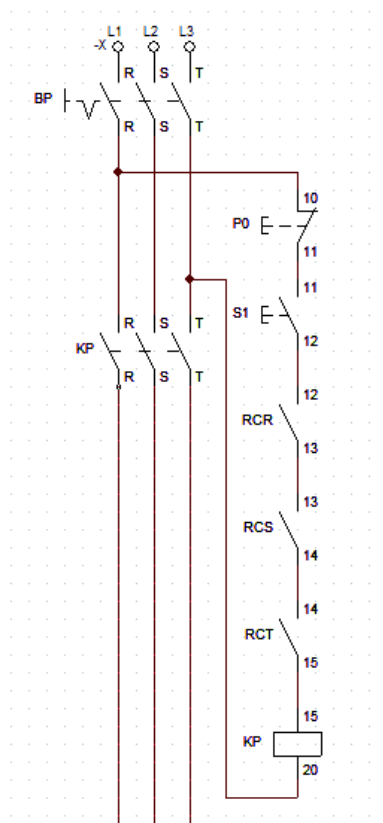 L1 L2 L3
-X
R S T
BP
R S T
10
P0
11
11
S1
12
R S T
KP
R S T
12
RCR
13
13
RCS
14
14
RCT
15
15
KP
20